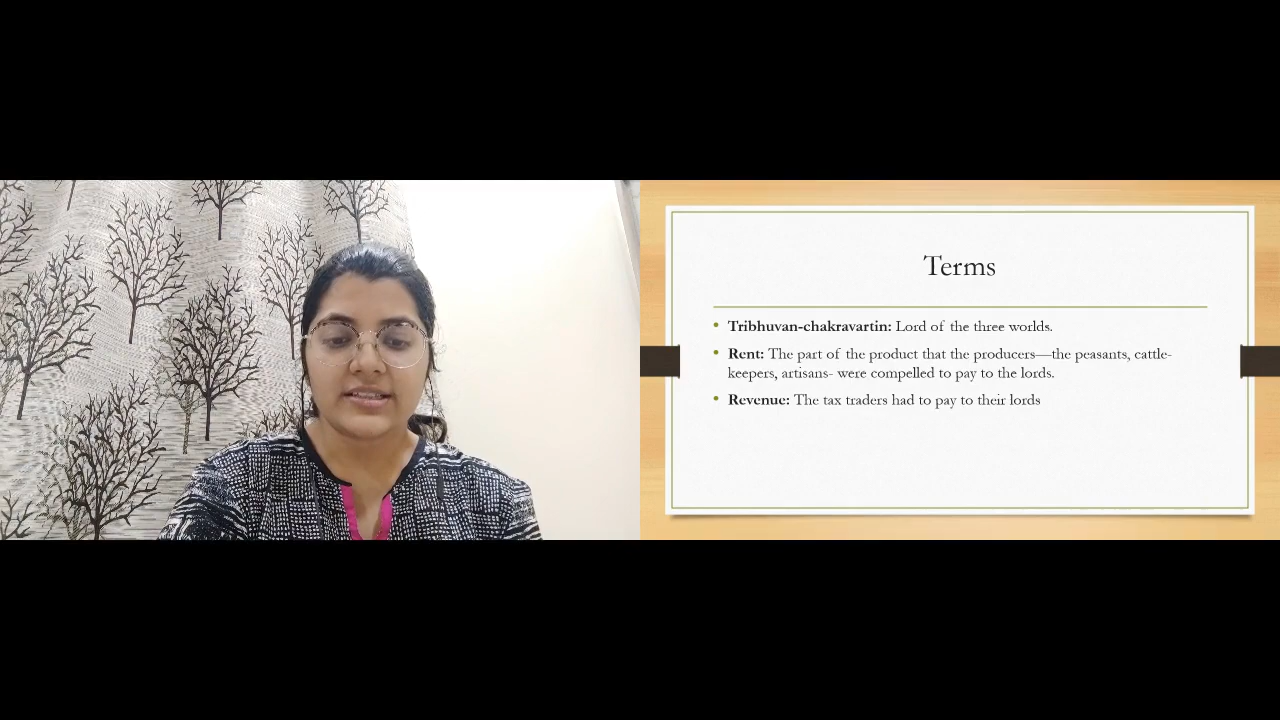 Terms
• Tribhuvan-chakravartin: Lord of the three worlds.
• Rent: The part of the product that the producers—the peasants, cattle-
keepers, artisans- were compelled to pay to the lords.
• Revenue: The tax traders had to pay to their lords